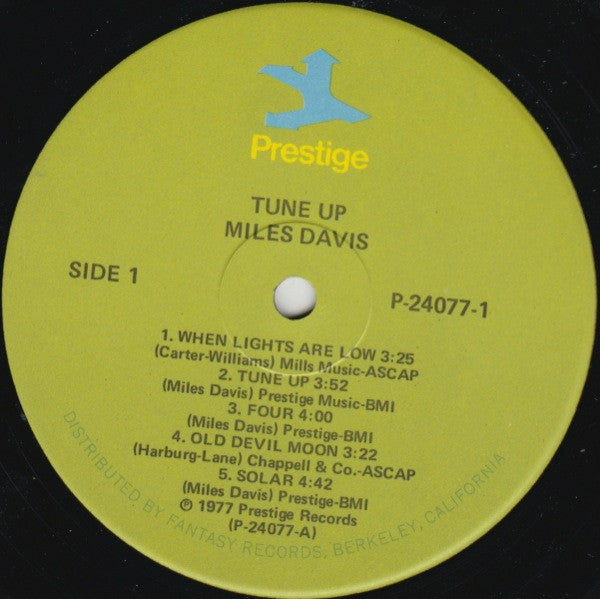 Prestige
TUNE UP
MILES DAVIS
SIDE 1
P-24077-1
1. WHEN LIGHTS ARE LOW 3:25
(Carter-Williams) Mills Music-ASCAP
2. TUNE UP 3:52
(Miles Davis) Prestige Music-BMI
3. FOUR 4:00
(Miles Davis) Prestige-BMI
4. OLD DEVIL MOON 3:22
(Harburg-Lane) Chappell & Co.-ASCAP
5. SOLAR 4:42
(Miles Davis) Prestige-BMI
℗ 1977 Prestige Records
(P-24077-A)
DISTRIBUTED BY FANTASY RECORDS, BERKELEY, CALIFORNIA